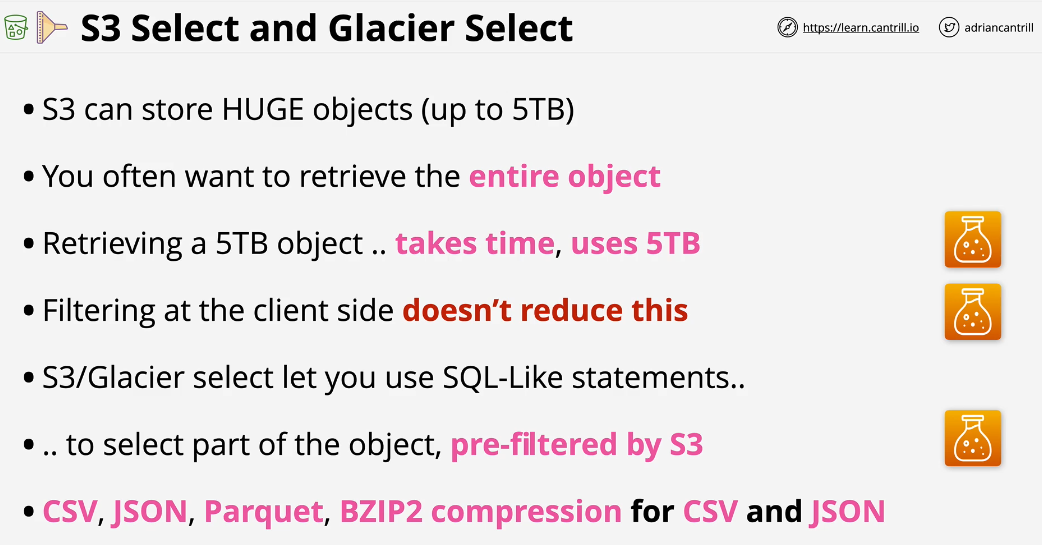 S3 Select and Glacier Select
https://learn.cantrill.io
adriancantrill
• S3 can store HUGE objects (up to 5TB)
• You often want to retrieve the entire object
• Retrieving a 5TB object .. takes time, uses 5TB
• Filtering at the client side doesn’t reduce this
• S3/Glacier select let you use SQL-Like statements..
• .. to select part of the object, pre-filtered by S3
• CSV, JSON, Parquet, BZIP2 compression for CSV and JSON